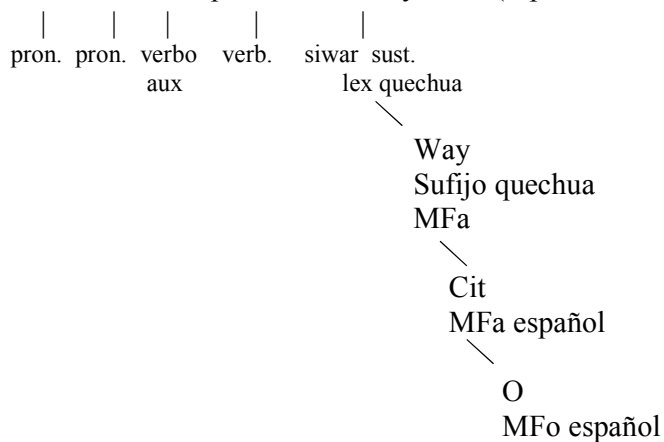 pron. pron. verbo verb. siwar sust.
aux lex quechua
Way
Sufijo quechua
MFa
Cit
MFa español
O
MFo español